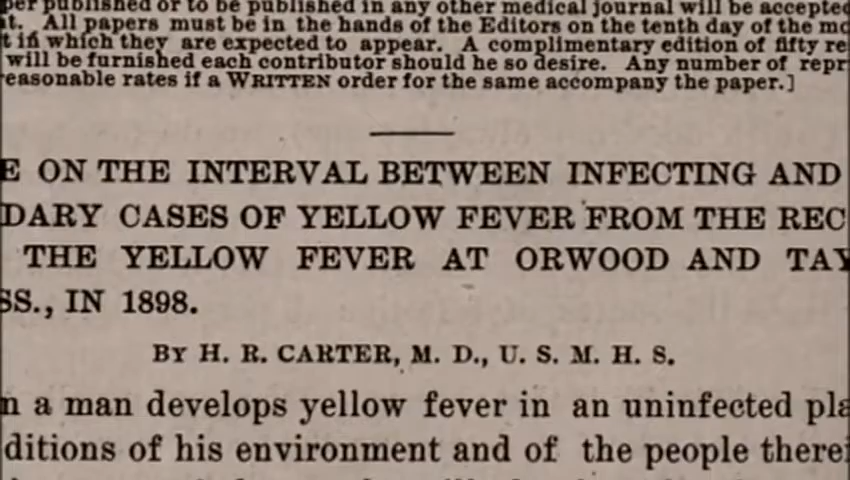 per published or to be published in any other medical journal will be accepted
t. All papers must be in the hands of the Editors on the tenth day of the mo
t in which they are expected to appear. A complimentary edition of fifty re
will be furnished each contributor should he so desire. Any number of repr
easonable rates if a WRITTEN order for the same accompany the paper.]
E ON THE INTERVAL BETWEEN INFECTING AND
DARY CASES OF YELLOW FEVER FROM THE REC
THE YELLOW FEVER AT ORWOOD AND TAY
SS., IN 1898.
BY H. R. CARTER, M. D., U. S. M. H. S.
n a man develops yellow fever in an uninfected pla
ditions of his environment and of the people therei